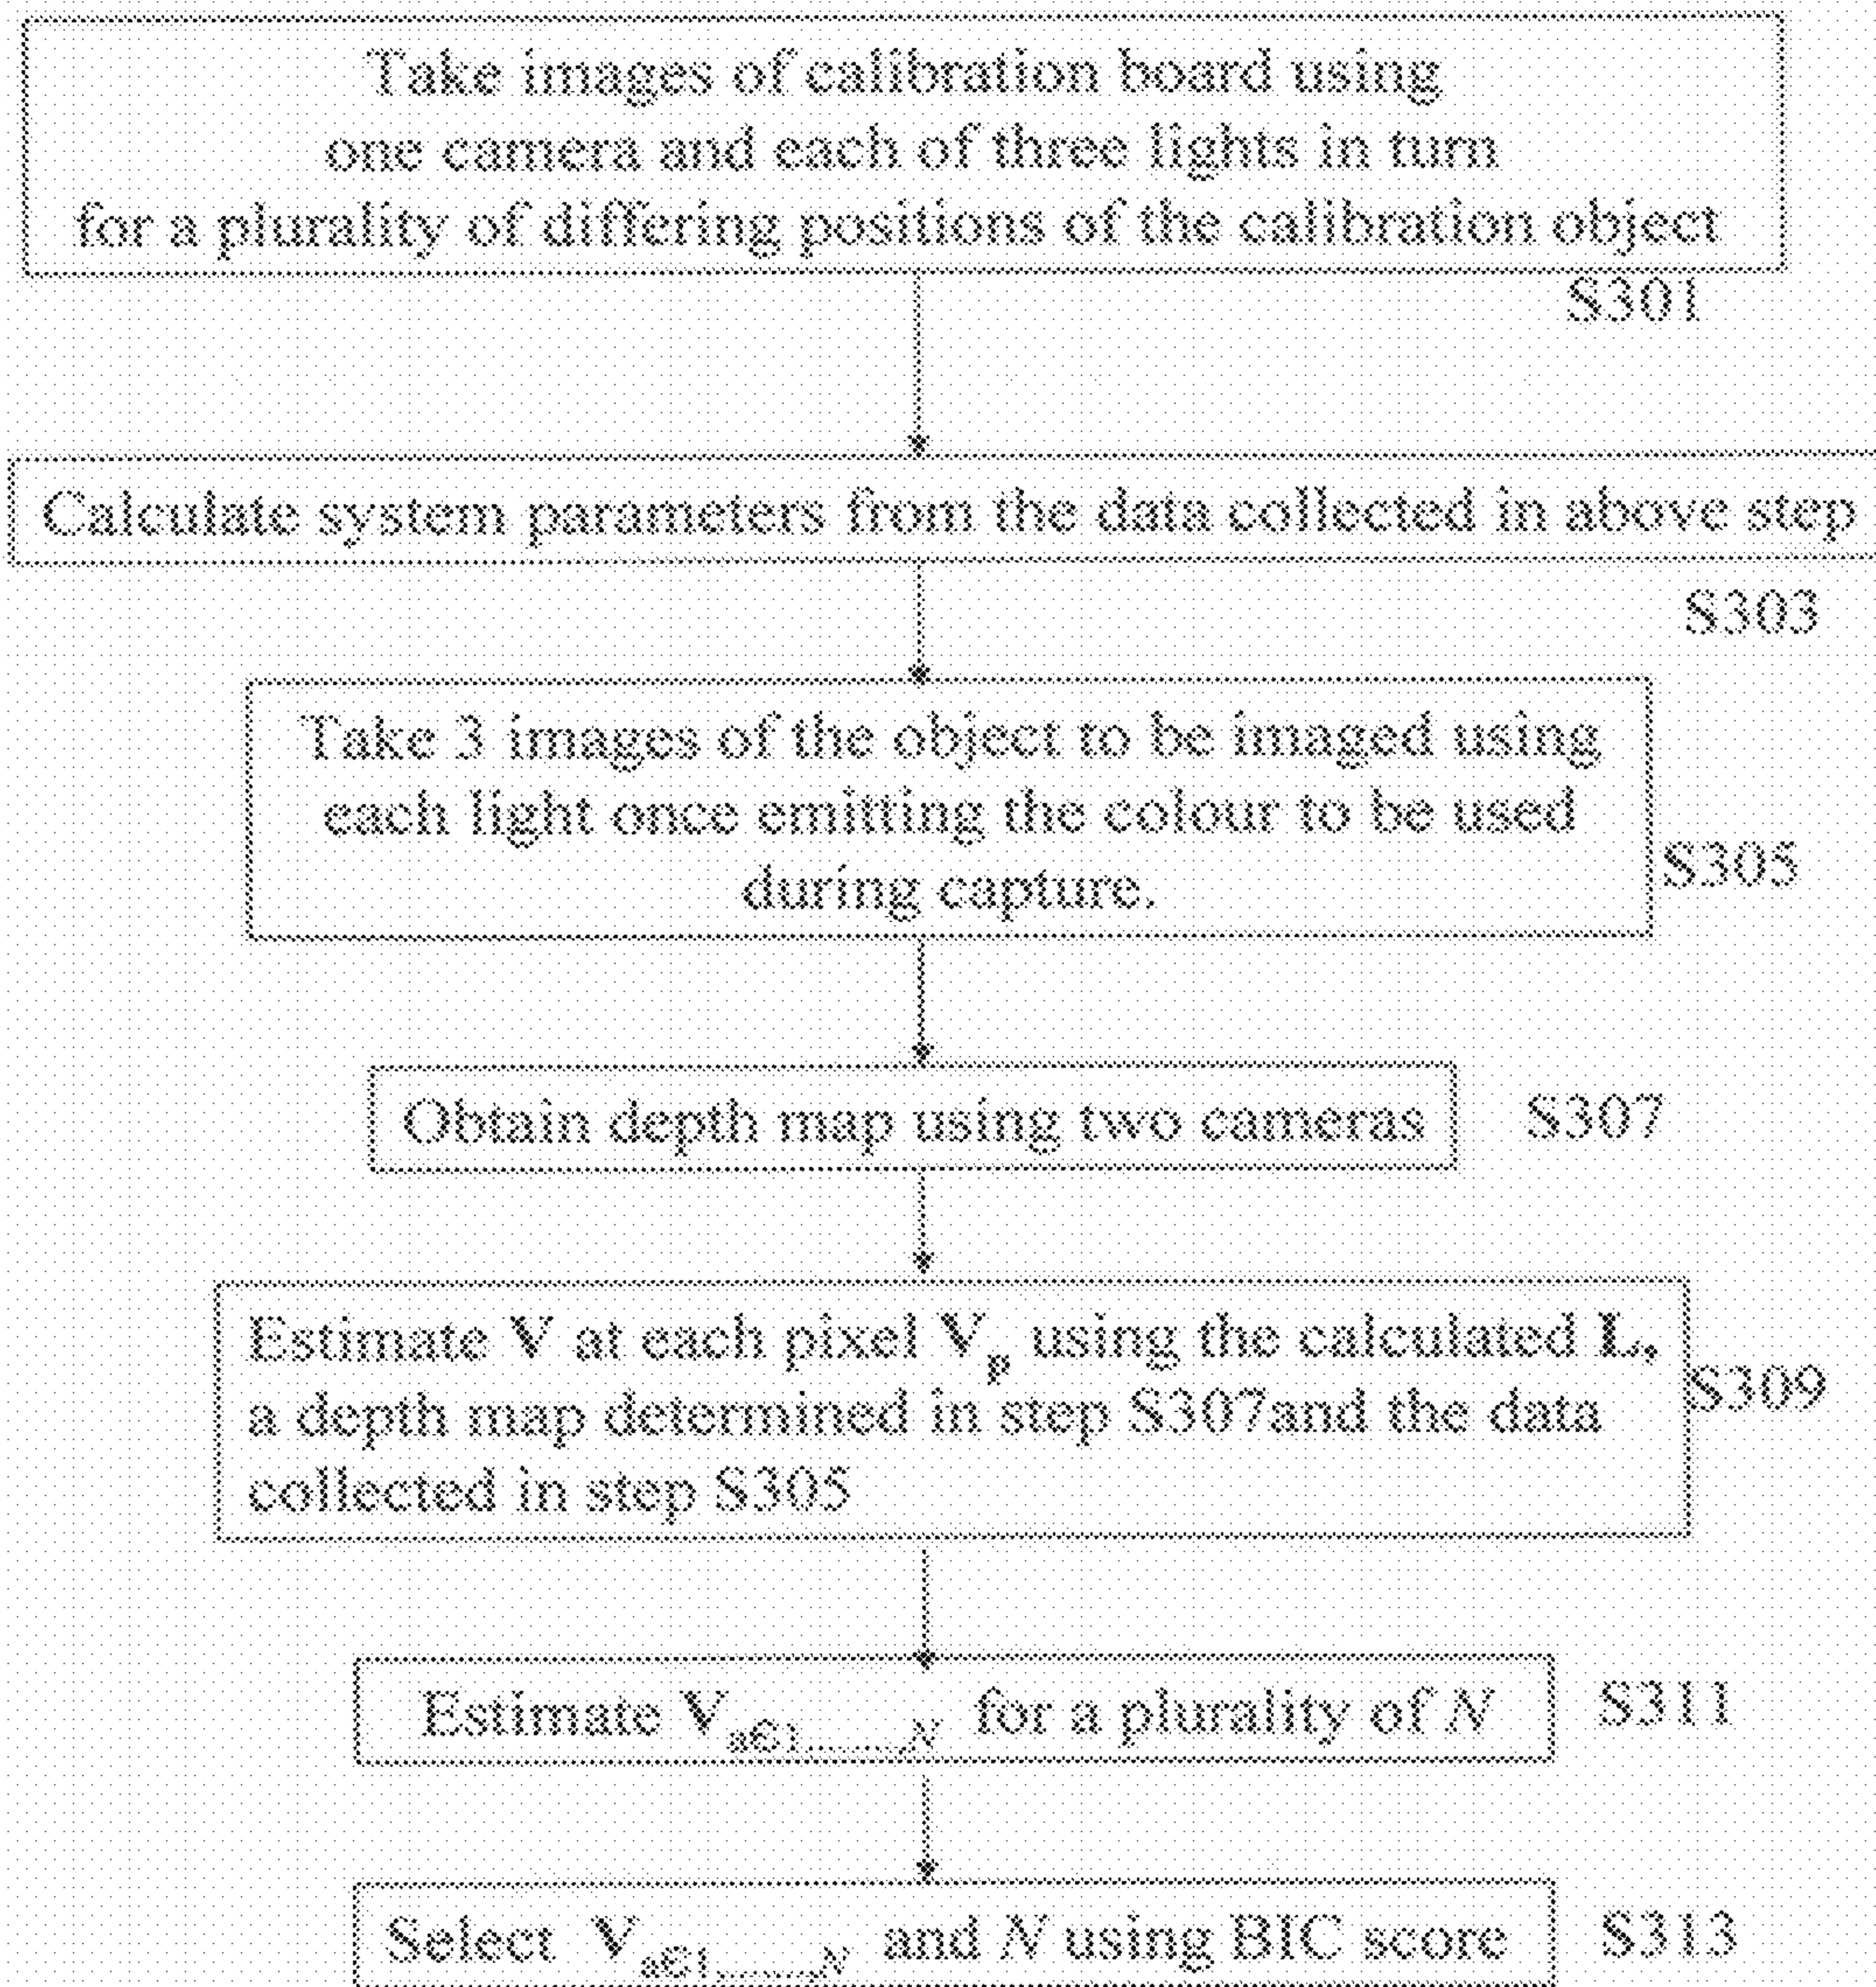 Take images of calibration board using
one camera and each of three lights in turn
for a plurality of differing positions of the calibration object
S301
Calculate system parameters from the data collected in above step
S303
Take 3 images of the object to be imaged using
each light once emitting the colour to be used
during capture.
S305
Obtain depth map using two cameras
S307
Estimate V at each pixel Vp using the calculated L,
a depth map determined in step S307and the data
collected in step S305
S309
Estimate Va∈1........,N for a plurality of N
S311
Select Va∈1........,N and N using BIC score
S313